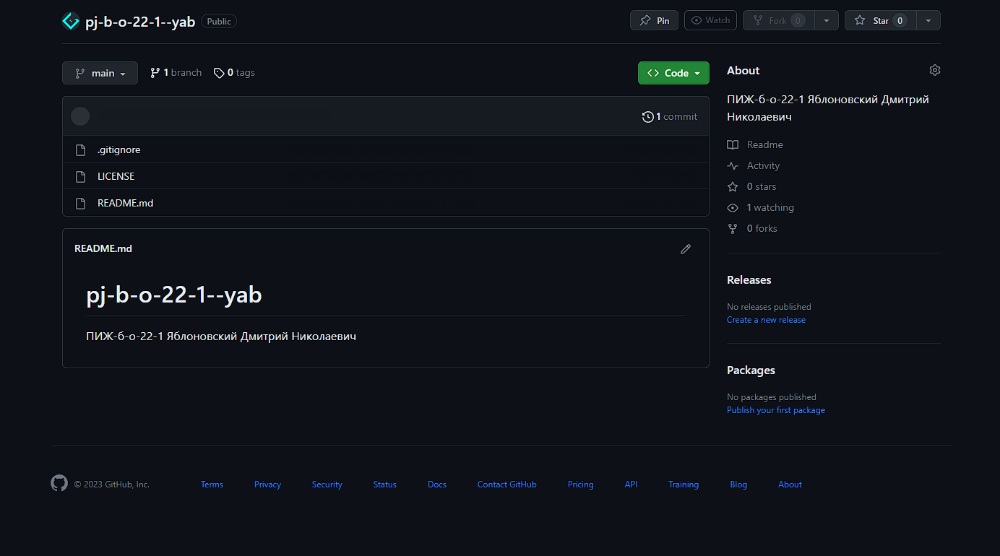 pj-b-o-22-1--yab Public
Pin Watch Fork 0 Star 0
main 1 branch 0 tags
Code
1 commit
.gitignore
LICENSE
README.md
README.md
pj-b-o-22-1--yab
ПИЖ-б-о-22-1 Яблоновский Дмитрий Николаевич
About
ПИЖ-б-о-22-1 Яблоновский Дмитрий
Николаевич
Readme
Activity
0 stars
1 watching
0 forks
Releases
No releases published
Create a new release
Packages
No packages published
Publish your first package
© 2023 GitHub, Inc. Terms Privacy Security Status Docs Contact GitHub Pricing API Training Blog About